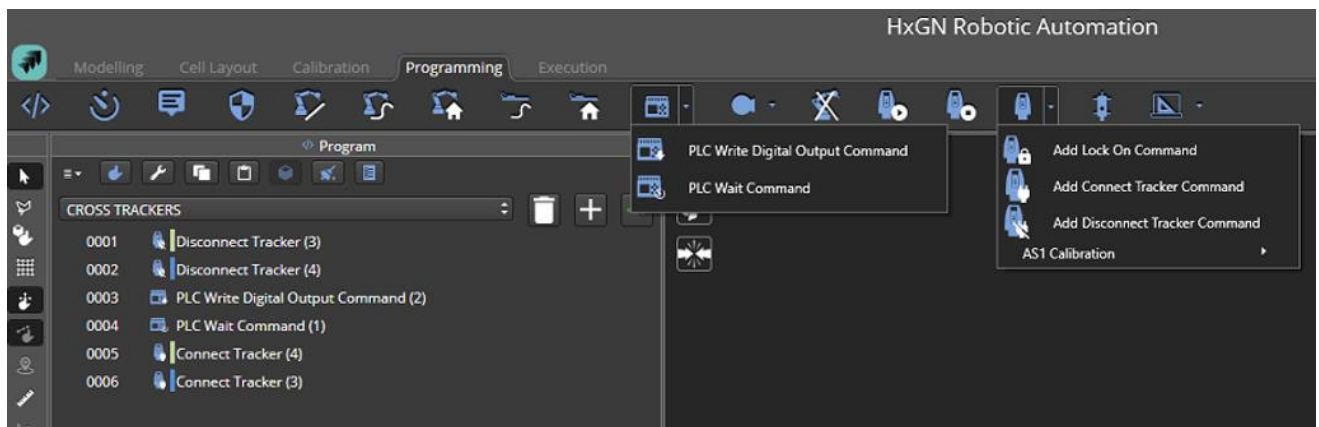 HxGN Robotic Automation
Modelling Cell Layout Calibration Programming Execution
</> Program
CROSS TRACKERS
0001 Disconnect Tracker (3)
0002 Disconnect Tracker (4)
0003 PLC Write Digital Output Command (2)
0004 PLC Wait Command (1)
0005 Connect Tracker (4)
0006 Connect Tracker (3)
PLC Write Digital Output Command
PLC Wait Command
Add Lock On Command
Add Connect Tracker Command
Add Disconnect Tracker Command
AS1 Calibration